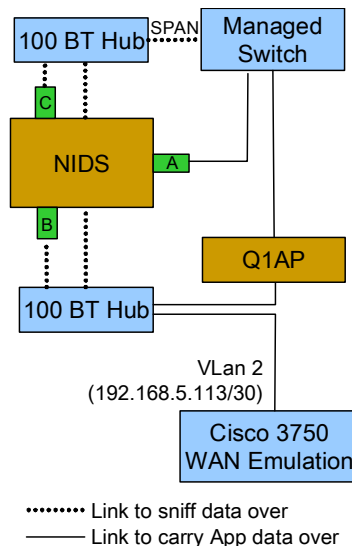 100 BT Hub
SPAN
Managed
Switch
C
NIDS
A
B
Q1AP
100 BT Hub
VLan 2
(192.168.5.113/30)
Cisco 3750
WAN Emulation
Link to sniff data over
Link to carry App data over